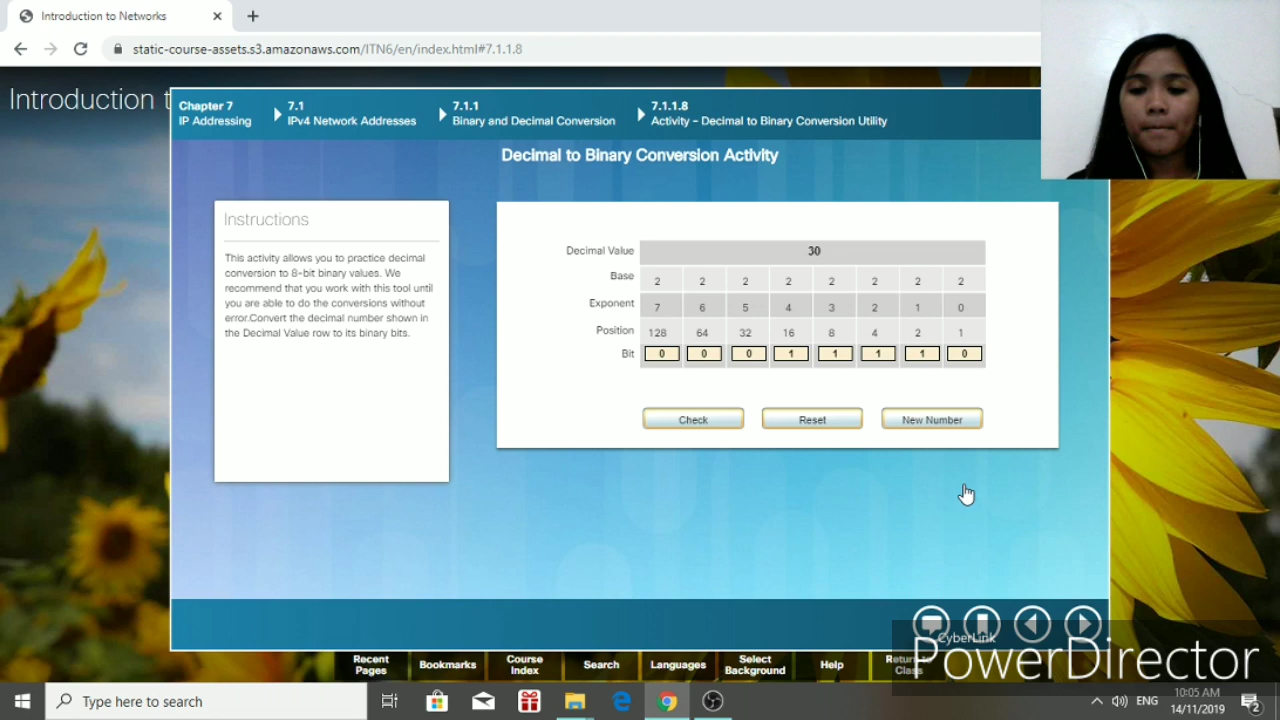 Introduction to Networks
static-course-assets.s3.amazonaws.com/ITN6/en/index.html#7.1.1.8
Introduction t
Chapter 7
IP Addressing
7.1
IPv4 Network Addresses
7.1.1
Binary and Decimal Conversion
7.1.1.8
Activity – Decimal to Binary Conversion Utility
Decimal to Binary Conversion Activity
Instructions
This activity allows you to practice decimal
conversion to 8-bit binary values. We
recommend that you work with this tool until
you are able to do the conversions without
error.Convert the decimal number shown in
the Decimal Value row to its binary bits.
Decimal Value 30
Base 2 2 2 2 2 2 2 2
Exponent 7 6 5 4 3 2 1 0
Position 128 64 32 16 8 4 2 1
Bit 0 0 0 1 1 1 1 0
Check Reset New Number
CyberLink
PowerDirector
Recent
Pages
Bookmarks
Course
Index
Search
Languages
Select
Background
Help
Return to
Class
Type here to search
ENG
10:05 AM
14/11/2019
2